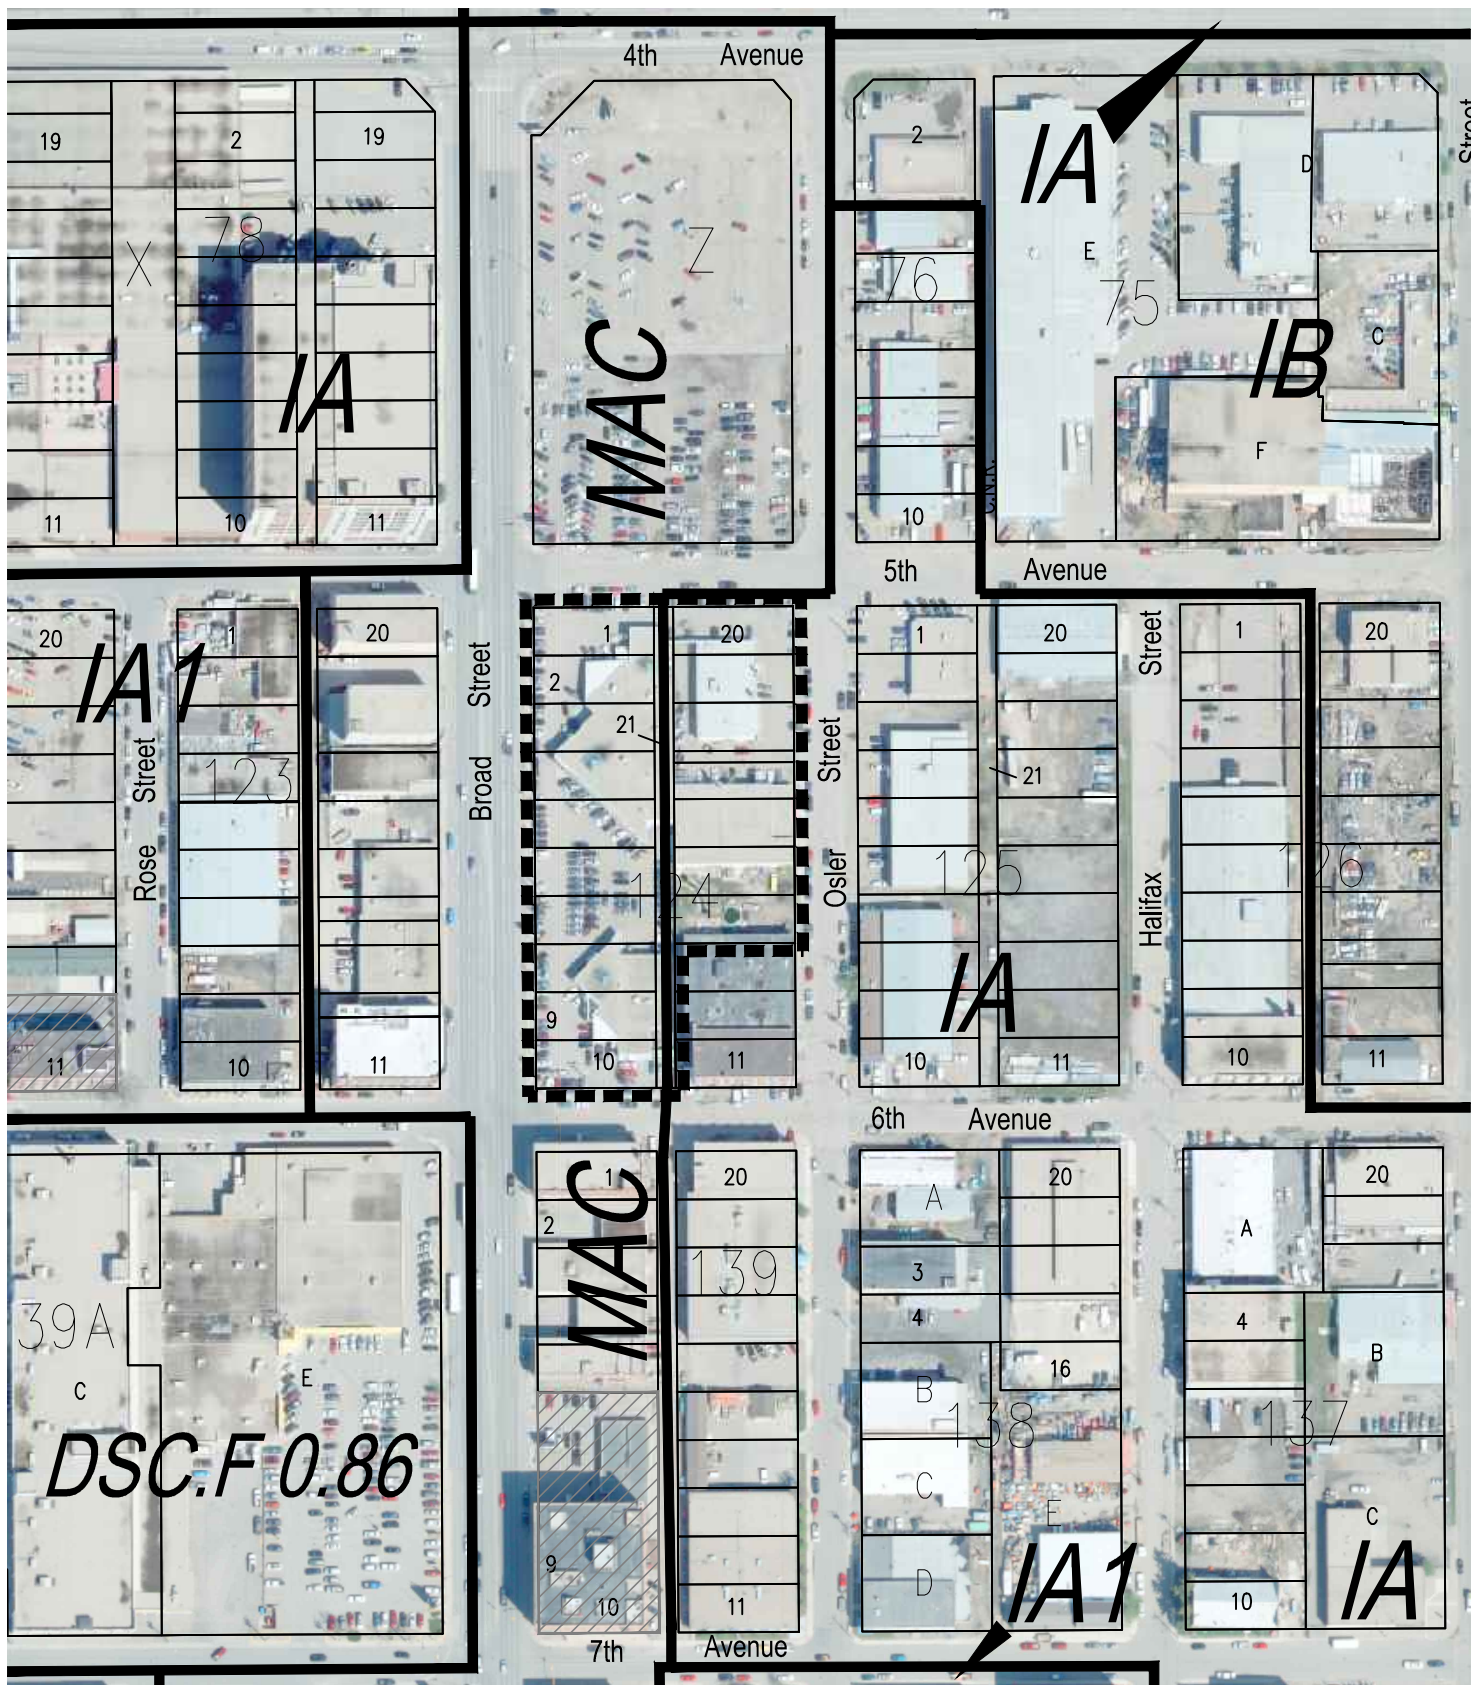 4th Avenue
Street
19
2
19
2
IA
D
X
78
Z
76
E
75
IB
C
IA
MAC
F
C.N.R.
11
10
11
10
5th Avenue
20
1
20
1
20
1
20
1
20
IA1
Street
Street
2
21
Street
Street
123
Broad
21
Rose
124
Osler
125
Halifax
126
IA
9
11
10
11
10
11
10
11
10
11
6th Avenue
1
20
20
20
MAC
A
A
2
139
3
39A
4
4
C
E
B
16
B
138
137
DSC.F 0.86
C
E
C
9
D
IA1
IA
10
11
10
7th Avenue